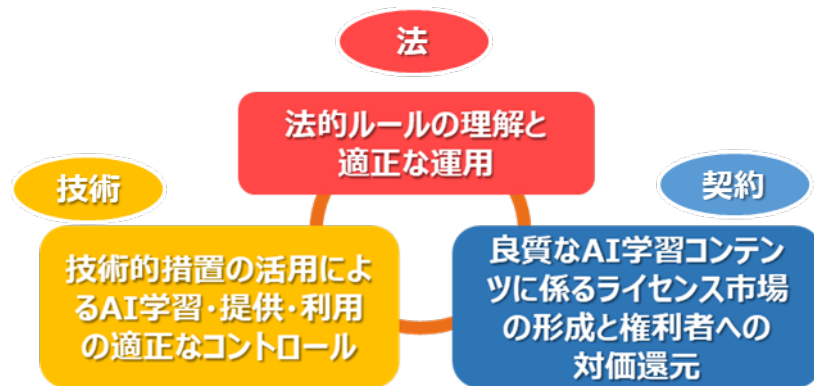 法
法的ルールの理解と
適正な運用
技術
技術的措置の活用によ
るAI学習・提供・利用
の適正なコントロール
契約
良質なAI学習コンテン
ツに係るライセンス市場
の形成と権利者への
対価還元